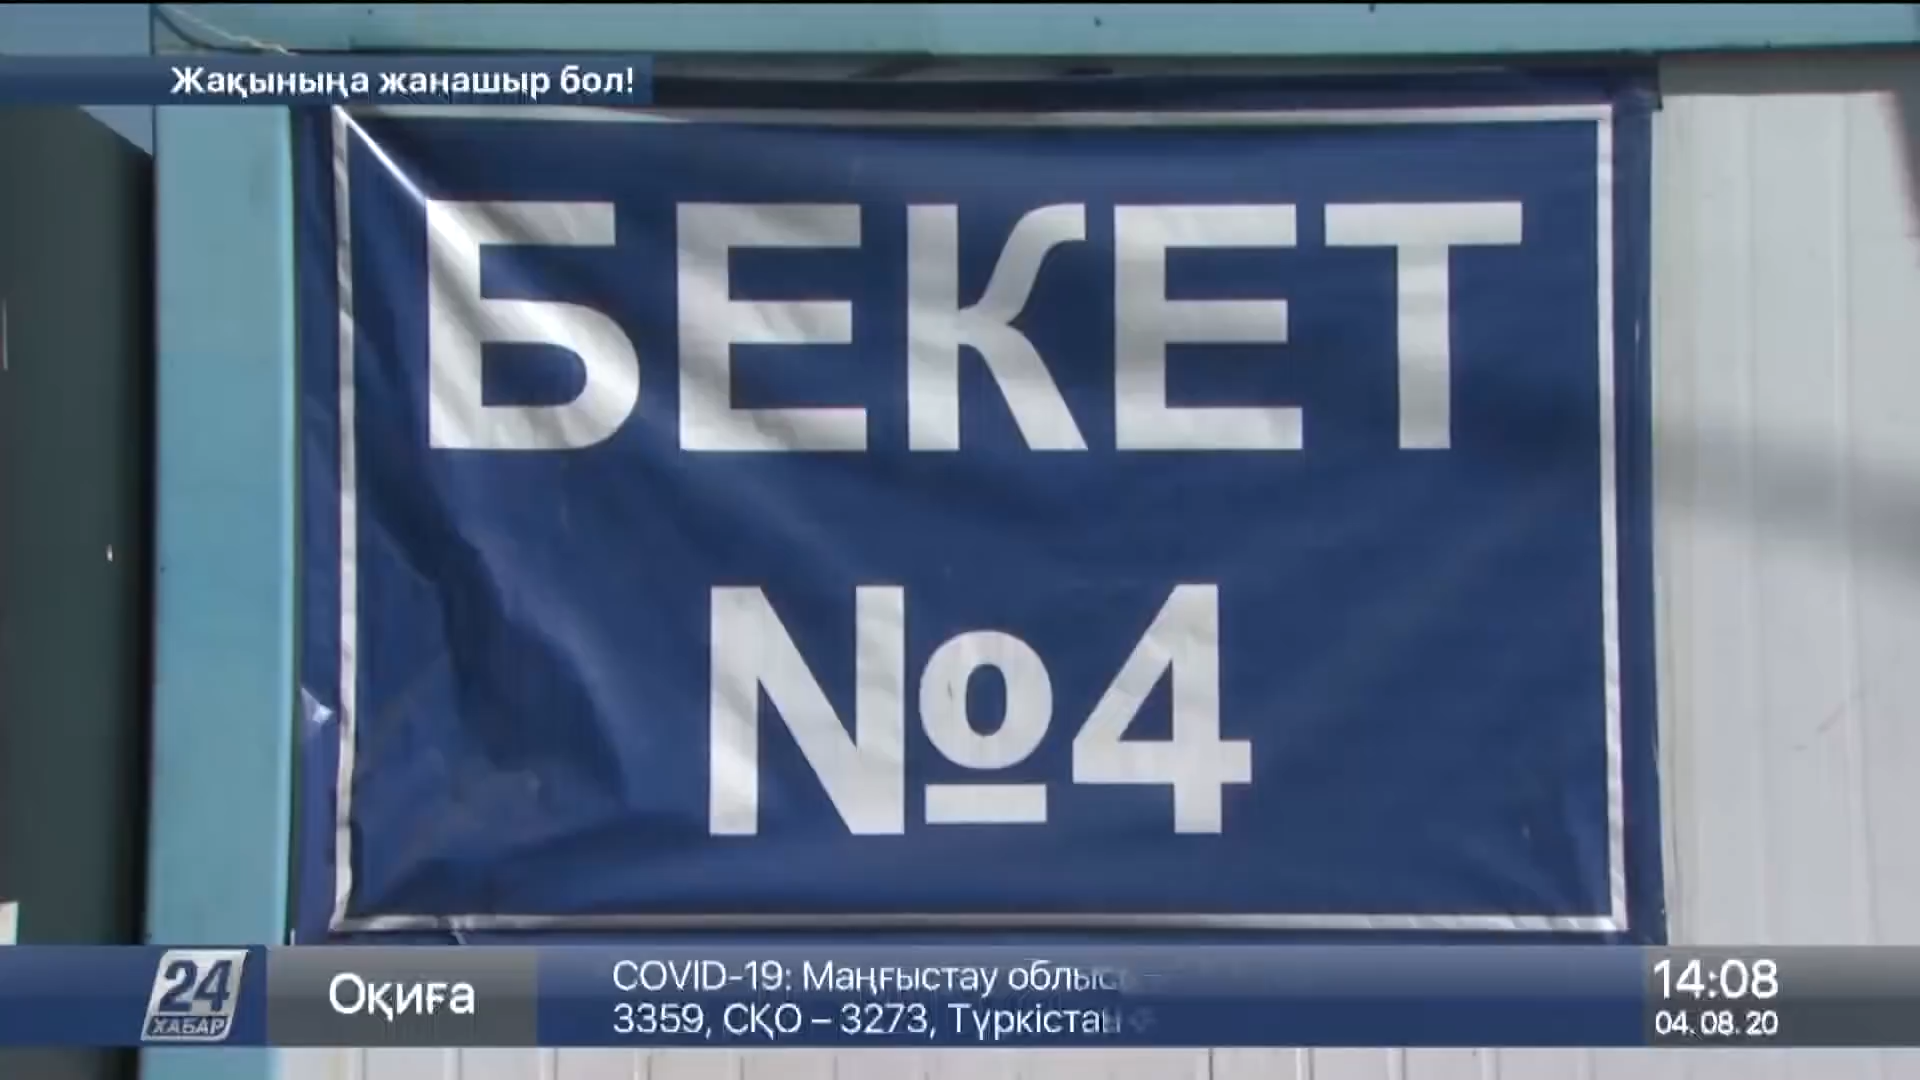 Жақыныңа жанашыр бол!
БЕКЕТ
№4
24
ХАБАР
Оқиға
COVID-19: Маңғыстау
3359, СҚО – 3273, Түркістан
14:08
04.08.20